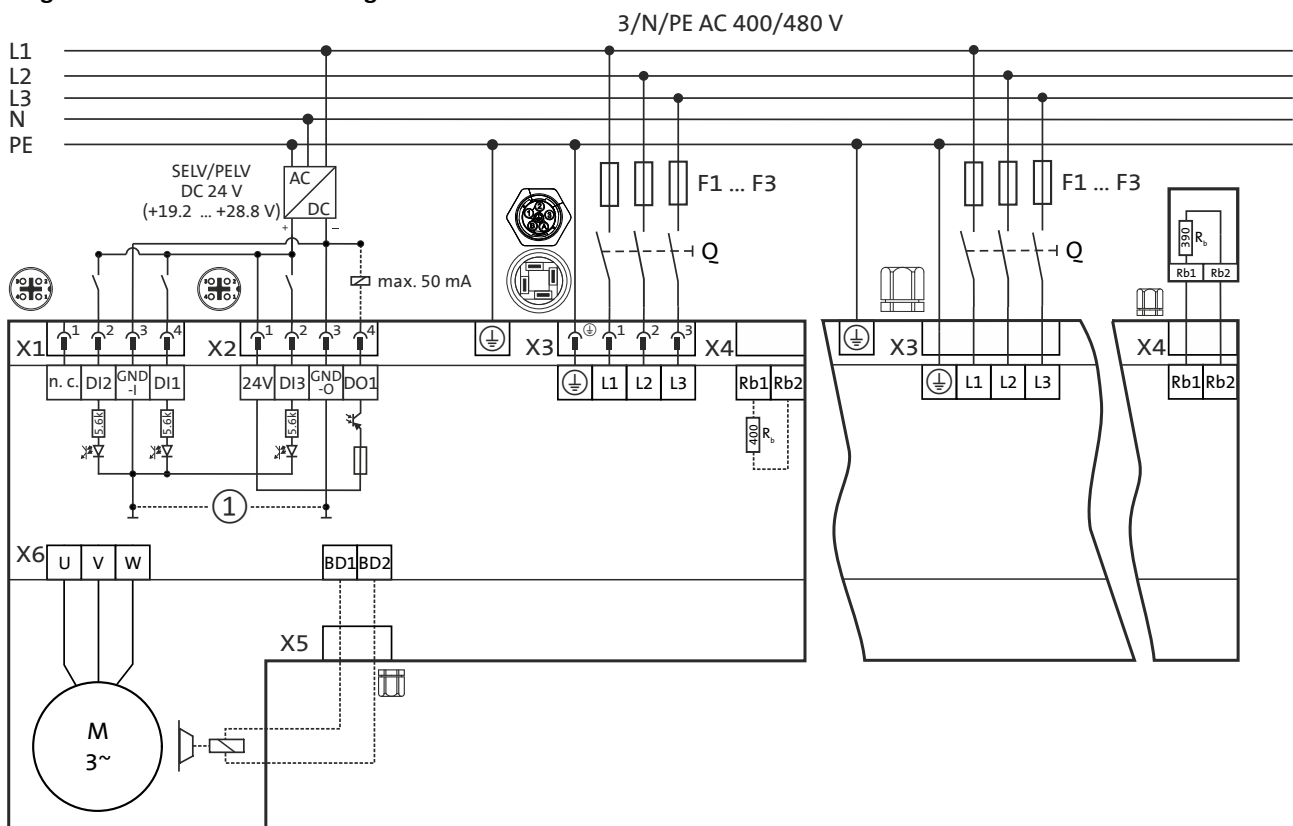 3/N/PE AC 400/480 V
L1
L2
L3
N
PE
SELV/PELV
DC 24 V
(+19.2 ... +28.8 V)
AC
DC
+
–
F1 ... F3
F1 ... F3
Q
Q
max. 50 mA
390
Rb
Rb1 Rb2
X1
1 2 3 4
X2
1 2 3 4
X3
1 2 3
X4
X3
X4
n. c. DI2 GND-I DI1
24V DI3 GND-O DO1
L1 L2 L3
Rb1 Rb2
L1 L2 L3
Rb1 Rb2
5.6k
5.6k
5.6k
400
Rb
1
X6
U V W
BD1 BD2
X5
M
3~